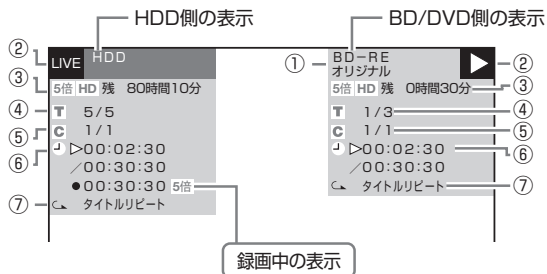 HDD側の表示
BD/DVD側の表示
②
LIVE HDD
③
5倍 HD 残 80時間10分
④
T 5/5
⑤
C 1/1
⑥
▷00:02:30
/00:30:30
●00:30:30 5倍
⑦
タイトルリピート
①
BD-RE
オリジナル
②
5倍 HD 残 0時間30分
③
T 1/3
④
C 1/1
⑤
▷00:02:30
⑥
/00:30:30
タイトルリピート
⑦
録画中の表示